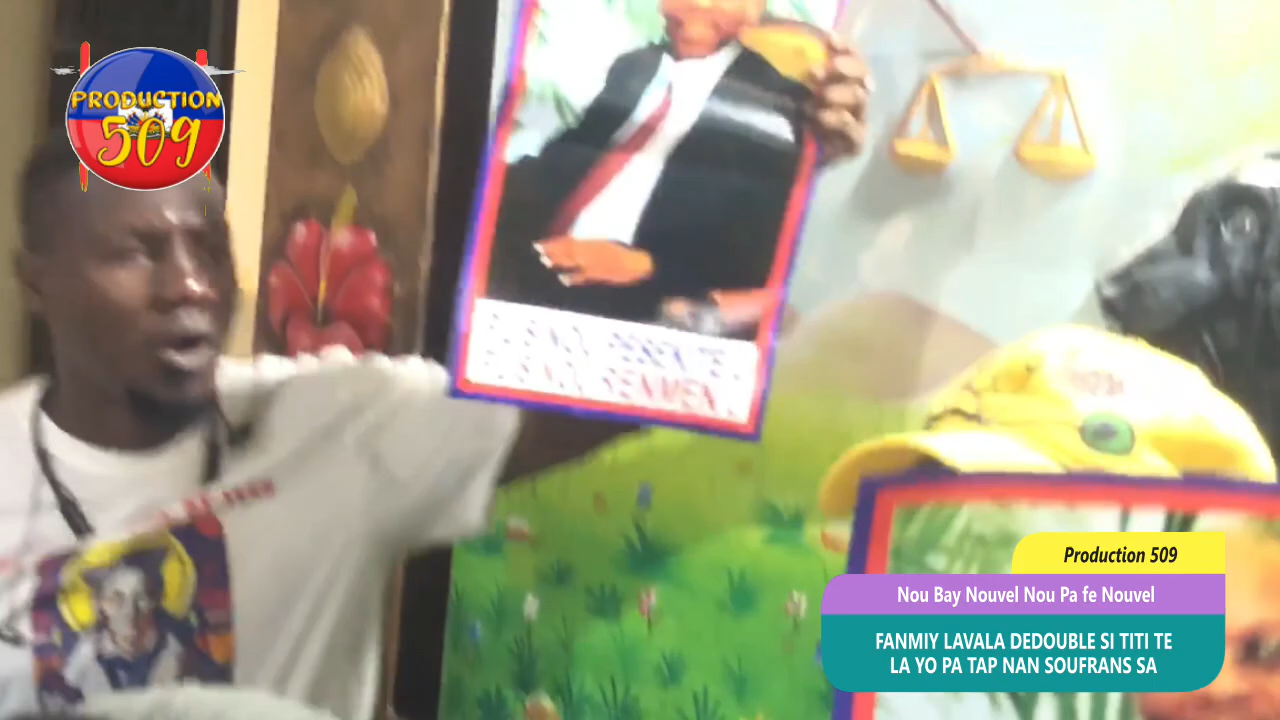 PRODUCTION
509
Production 509
Nou Bay Nouvel Nou Pa fe Nouvel
FANMIY LAVALA DEDOUBLE SI TITI TE
LA YO PA TAP NAN SOUFRANS SA